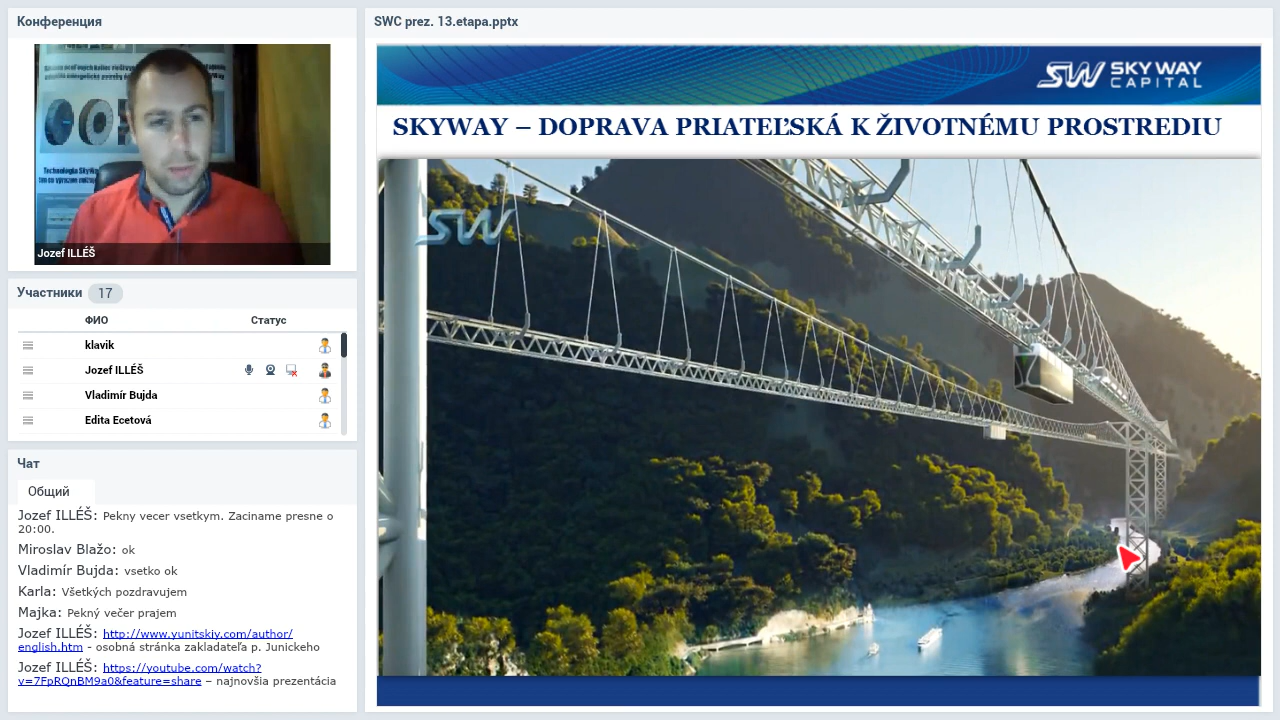 Конференция
Technologia SkyWay
Jozef ILLÉŠ
Участники 17
ФИО Статус
klavik
Jozef ILLÉŠ
Vladimír Bujda
Edita Ecetová
Чат
Общий
Jozef ILLÉŠ: Pekny vecer vsetkym. Zaciname presne o
20:00.
Miroslav Blažo: ok
Vladimír Bujda: vsetko ok
Karla: Všetkých pozdravujem
Majka: Pekný večer prajem
Jozef ILLÉŠ: http://www.yunitskiy.com/author/
english.htm - osobná stránka zakladateľa p. Junickeho
Jozef ILLÉŠ: https://youtube.com/watch?
v=7FpRQnBM9a0&feature=share – najnovšia prezentácia
SWC prez. 13.etapa.pptx
SW SKY WAY
CAPITAL
SKYWAY – DOPRAVA PRIATEĽSKÁ K ŽIVOTNÉMU PROSTREDIU
SW